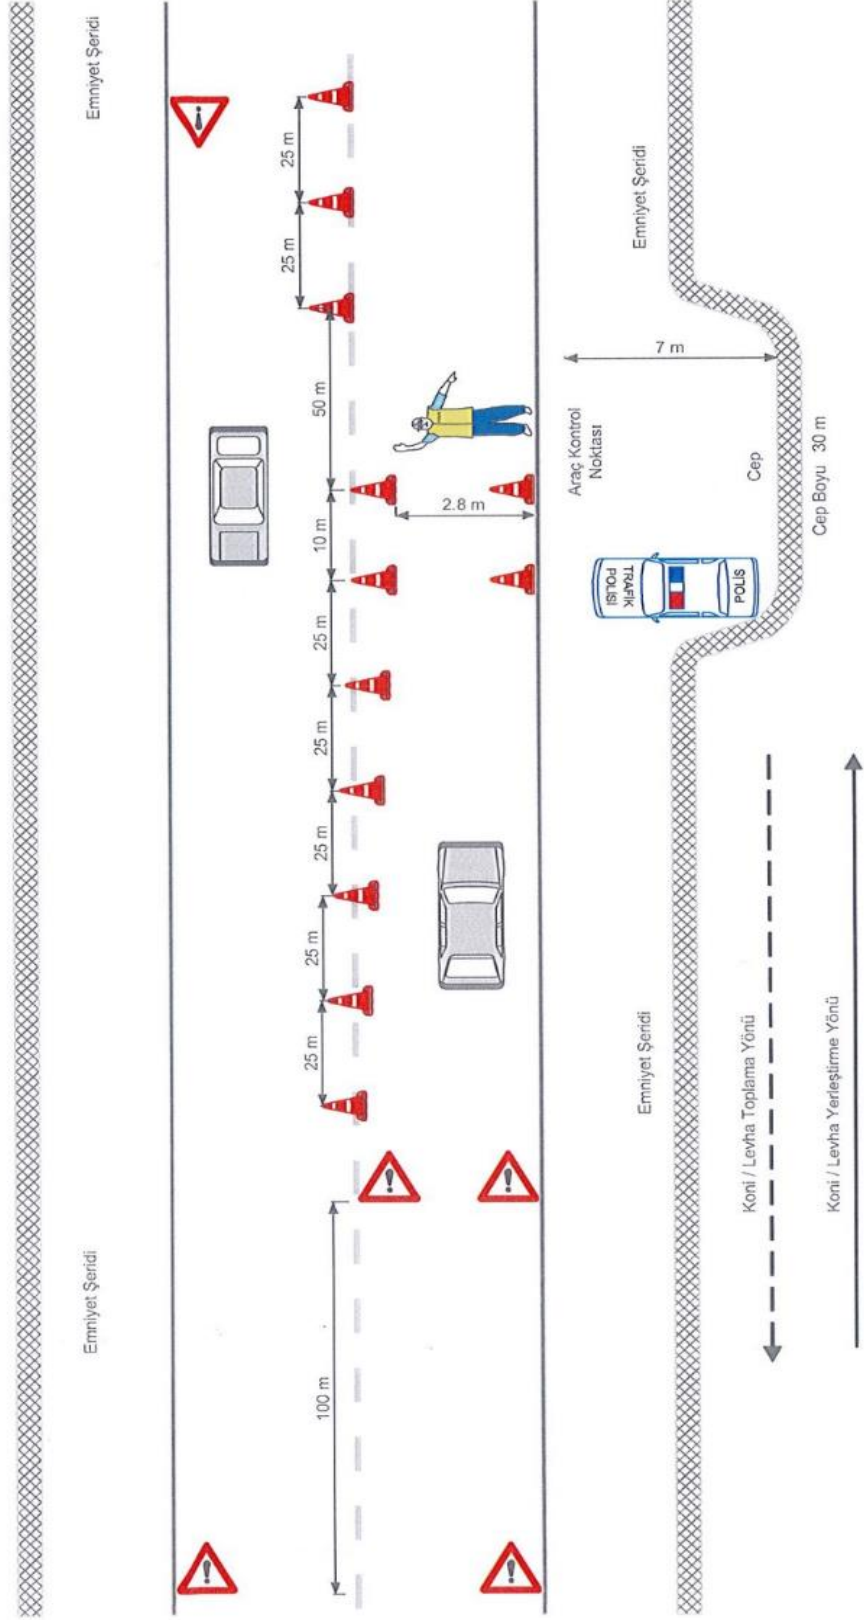 Emniyet Şeridi
Emniyet Şeridi
25 m
25 m
50 m
10 m
25 m
25 m
25 m
25 m
25 m
100 m
2.8 m
Emniyet Şeridi
Emniyet Şeridi
Araç Kontrol
Noktası
7 m
TRAFİK
POLİSİ
POLİS
Cep
Cep Boyu 30 m
Koni / Levha Toplama Yönü
Koni / Levha Yerleştirme Yönü